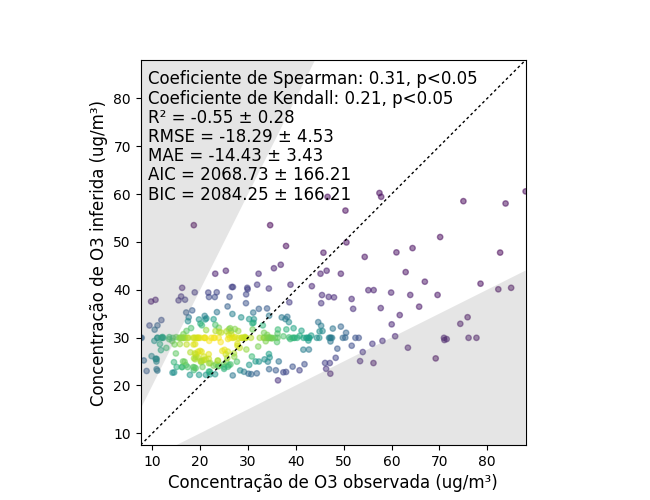 Coeficiente de Spearman: 0.31, p<0.05
Coeficiente de Kendall: 0.21, p<0.05
R² = -0.55 ± 0.28
RMSE = -18.29 ± 4.53
MAE = -14.43 ± 3.43
AIC = 2068.73 ± 166.21
BIC = 2084.25 ± 166.21
Concentração de O3 inferida (ug/m³)
80
70
60
50
40
30
20
10
10 20 30 40 50 60 70 80
Concentração de O3 observada (ug/m³)